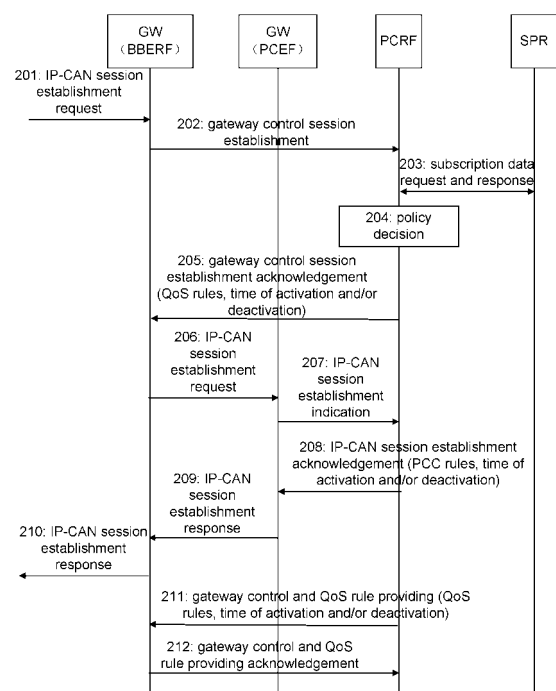 GW
（BBERF）
GW
（PCEF）
PCRF
SPR
201: IP-CAN session
establishment
request
202: gateway control session
establishment
203: subscription data
request and response
204: policy
decision
205: gateway control session
establishment acknowledgement
(QoS rules, time of activation and/or
deactivation)
206: IP-CAN
session
establishment
request
207: IP-CAN
session
establishment
indication
208: IP-CAN session establishment
acknowledgement (PCC rules, time of
activation and/or deactivation)
209: IP-CAN
session
establishment
response
210: IP-CAN session
establishment
response
211: gateway control and QoS rule providing (QoS
rules, time of activation and/or deactivation)
212: gateway control and QoS
rule providing acknowledgement